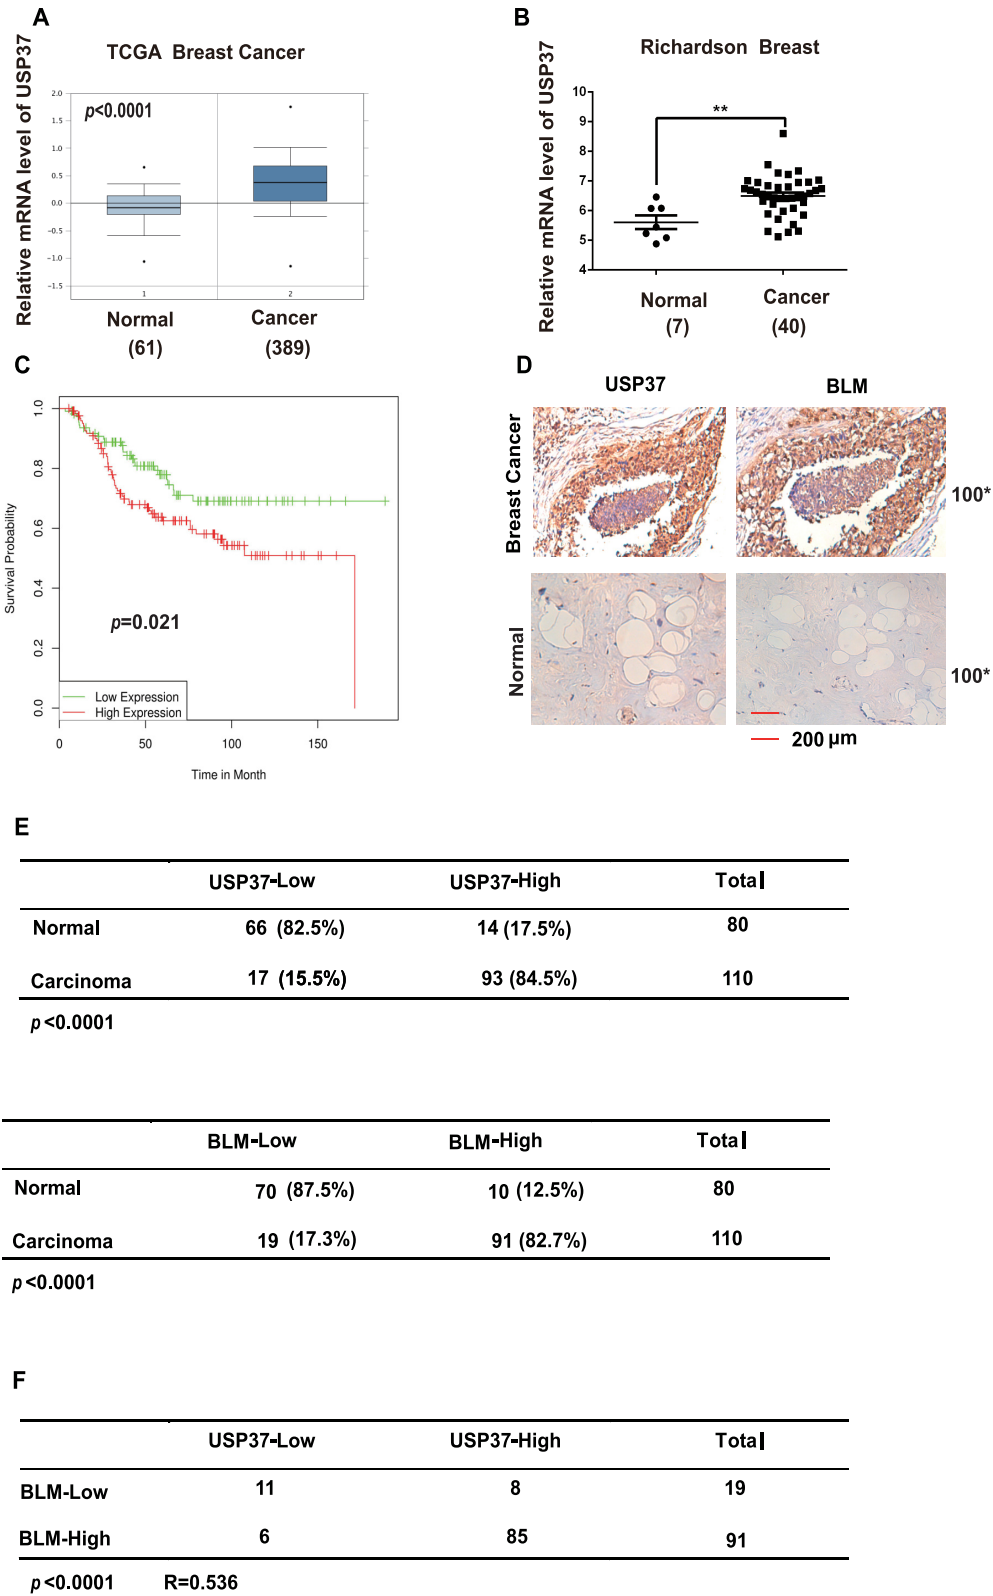 A
TCGA Breast Cancer
Relative mRNA level of USP37
p<0.0001
2.0
1.5
1.0
0.5
0.0
−0.5
−1.0
−1.5
1
2
Normal
Cancer
(61)
(389)
B
Richardson Breast
Relative mRNA level of USP37
**
10
9
8
7
6
5
4
Normal
Cancer
(7)
(40)
C
Survival Probability
1.0
0.8
0.6
0.4
0.2
0.0
p=0.021
Low Expression
High Expression
0
50
100
150
Time in Month
D
USP37
BLM
Breast Cancer
100*
Normal
100*
200 μm
E
USP37-Low USP37-High Total
Normal 66 (82.5%) 14 (17.5%) 80
Carcinoma 17 (15.5%) 93 (84.5%) 110
p<0.0001
BLM-Low BLM-High Total
Normal 70 (87.5%) 10 (12.5%) 80
Carcinoma 19 (17.3%) 91 (82.7%) 110
p<0.0001
F
USP37-Low USP37-High Total
BLM-Low 11 8 19
BLM-High 6 85 91
p<0.0001 R=0.536